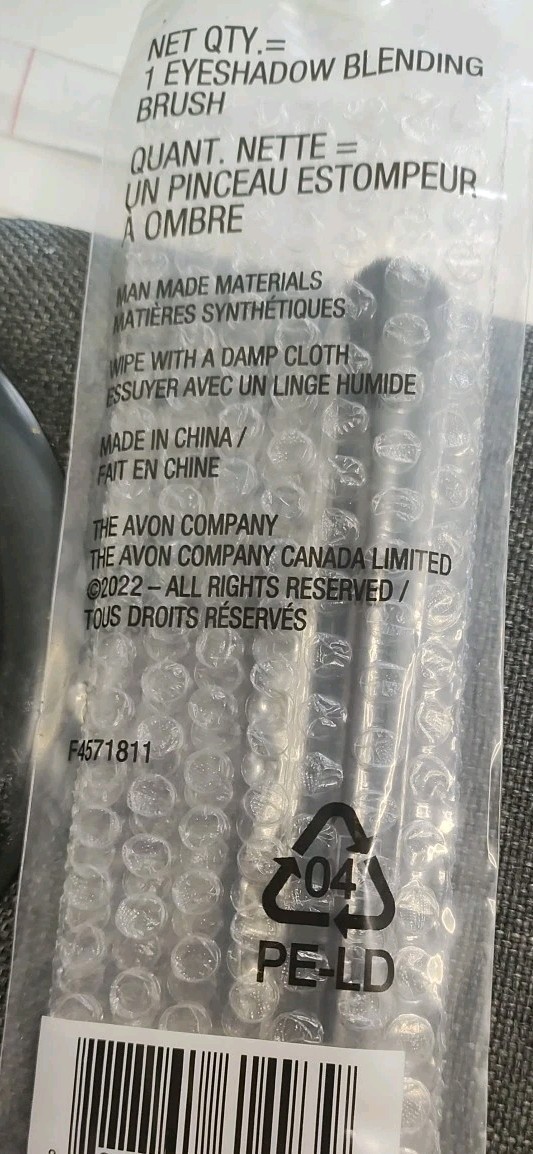 NET QTY.=
1 EYESHADOW BLENDING
BRUSH
QUANT. NETTE =
UN PINCEAU ESTOMPEUR
À OMBRE
MAN MADE MATERIALS
MATIÈRES SYNTHÉTIQUES
WIPE WITH A DAMP CLOTH
ESSUYER AVEC UN LINGE HUMIDE
MADE IN CHINA /
FAIT EN CHINE
THE AVON COMPANY
THE AVON COMPANY CANADA LIMITED
©2022 – ALL RIGHTS RESERVED /
TOUS DROITS RÉSERVÉS
F4571811
04
PE-LD